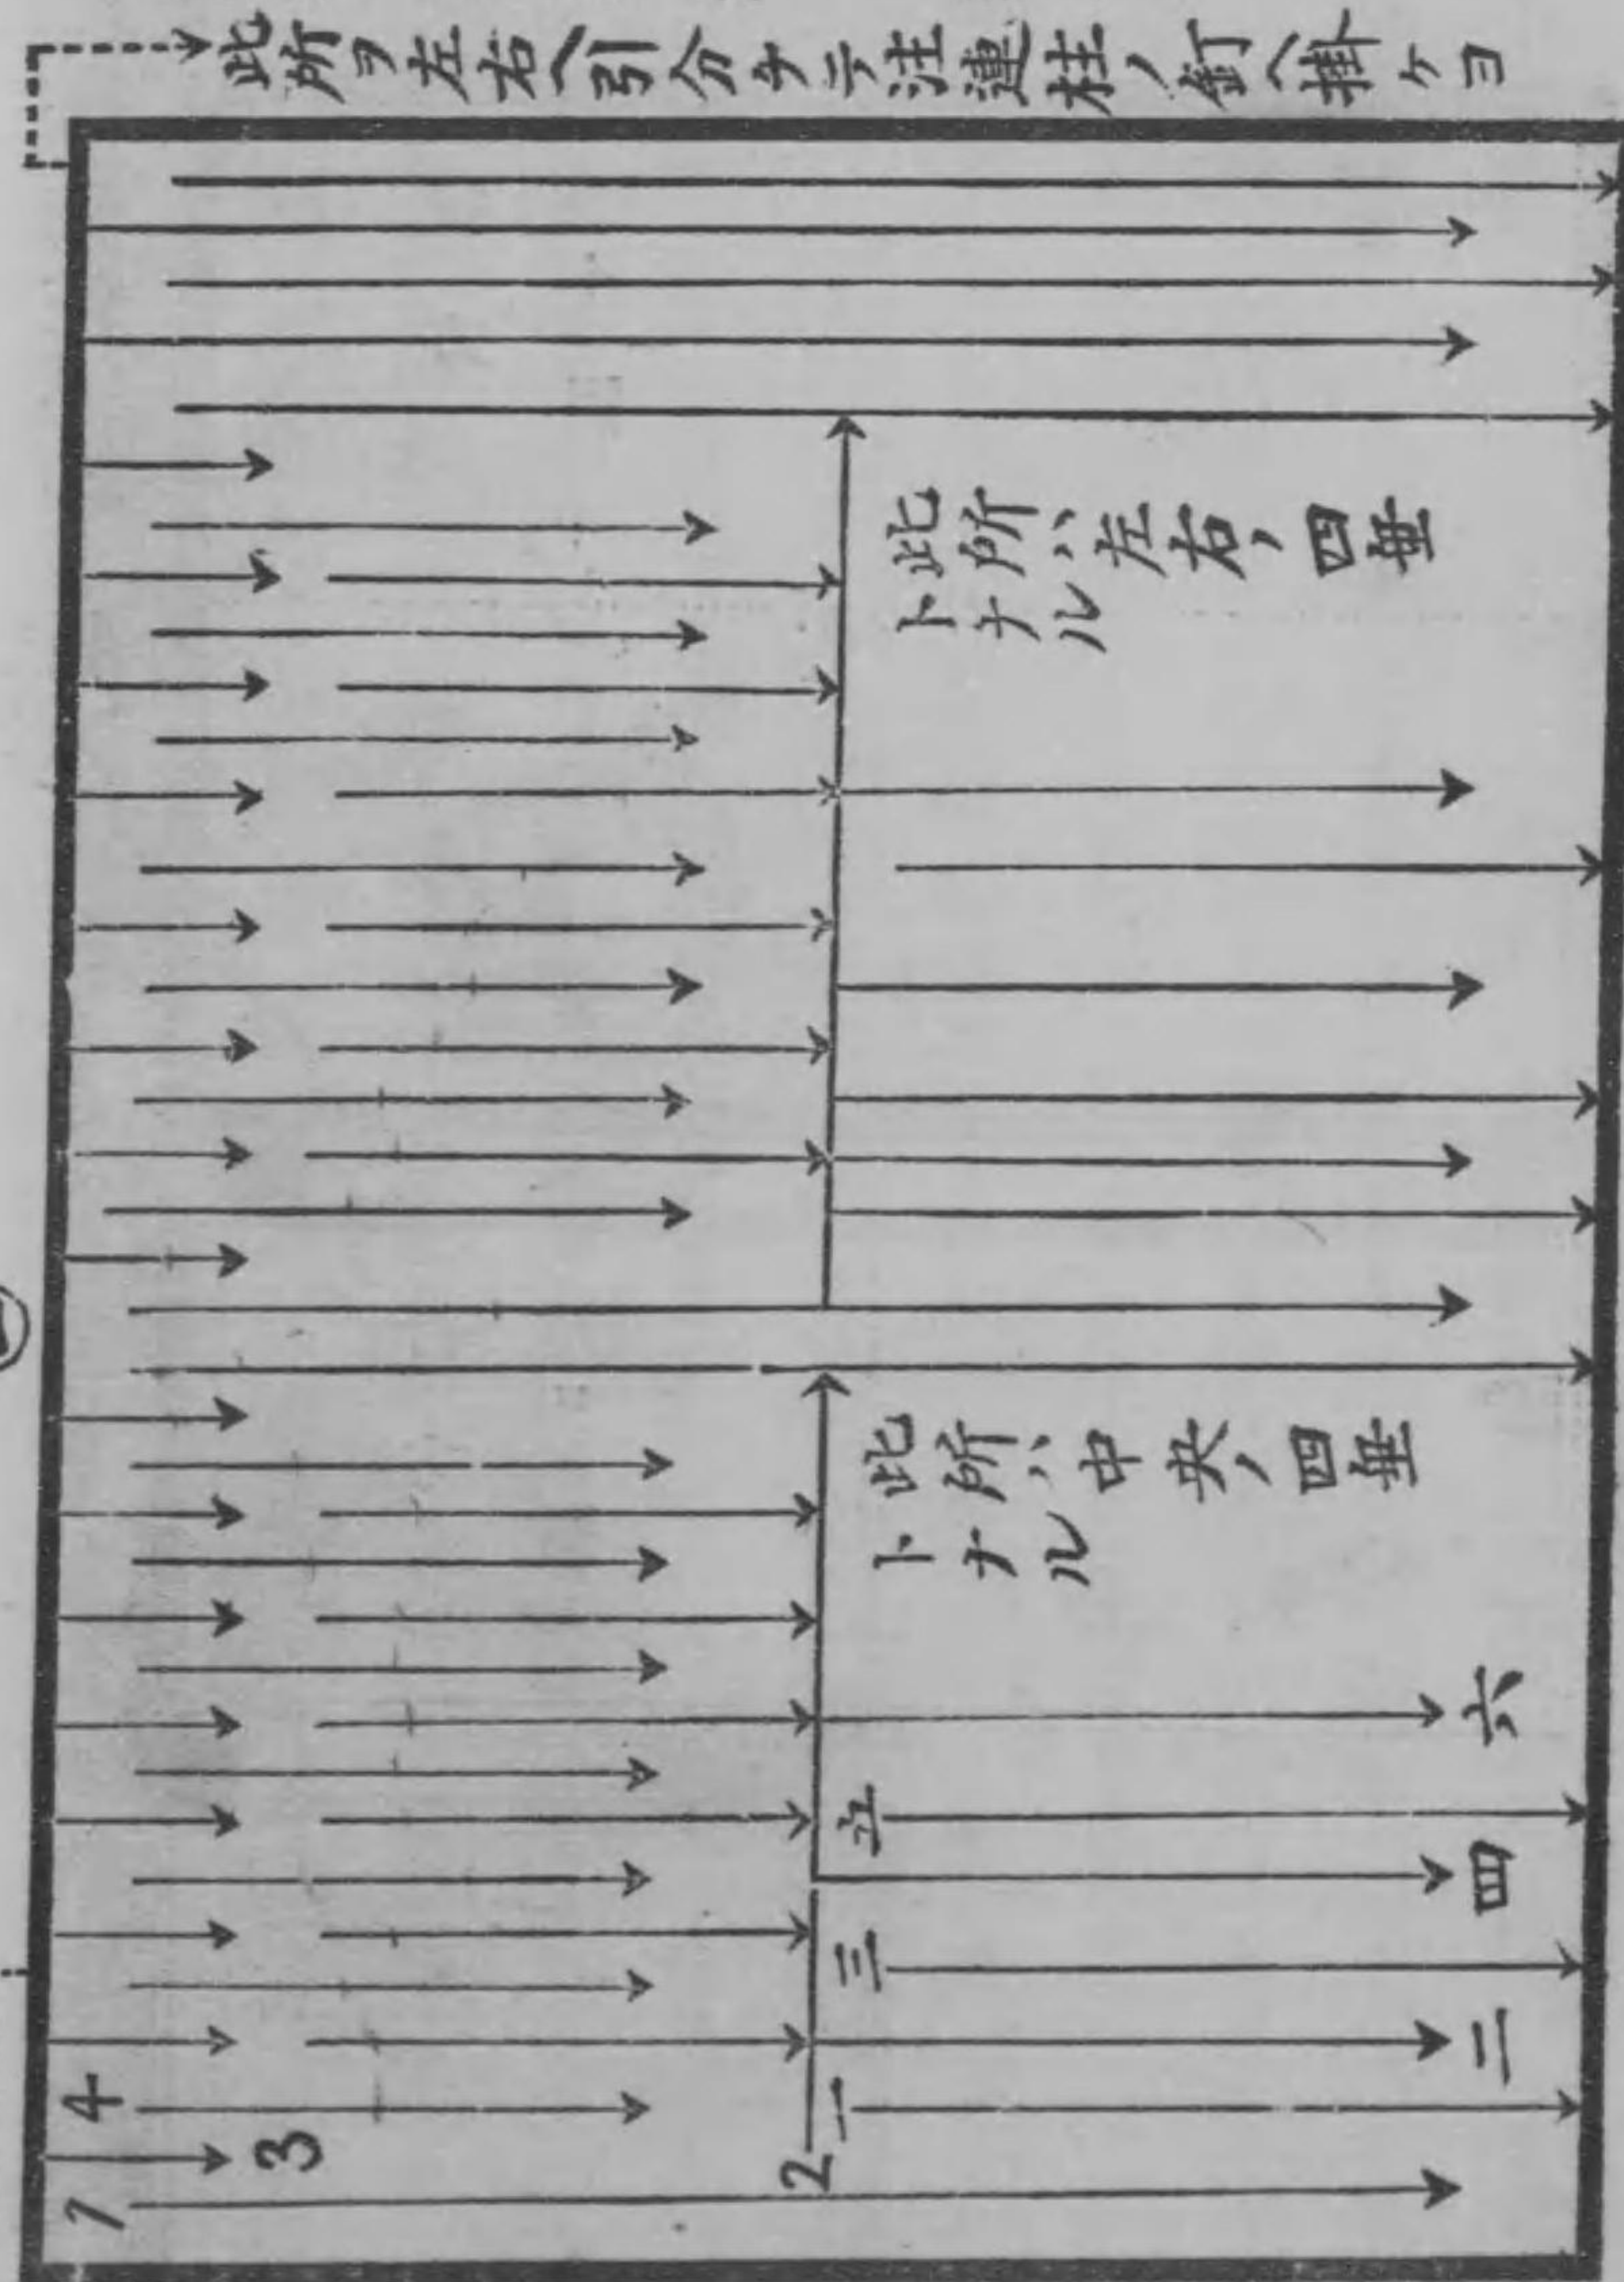 此所ヲ左右ヘ引分チテ注連柱ノ釘ヘ掛ケヨ
此所ハ左右ノ四垂
トナル
此所ハ中央ノ四垂
トナル
六
五
四
三
二
一
4
3
2
1